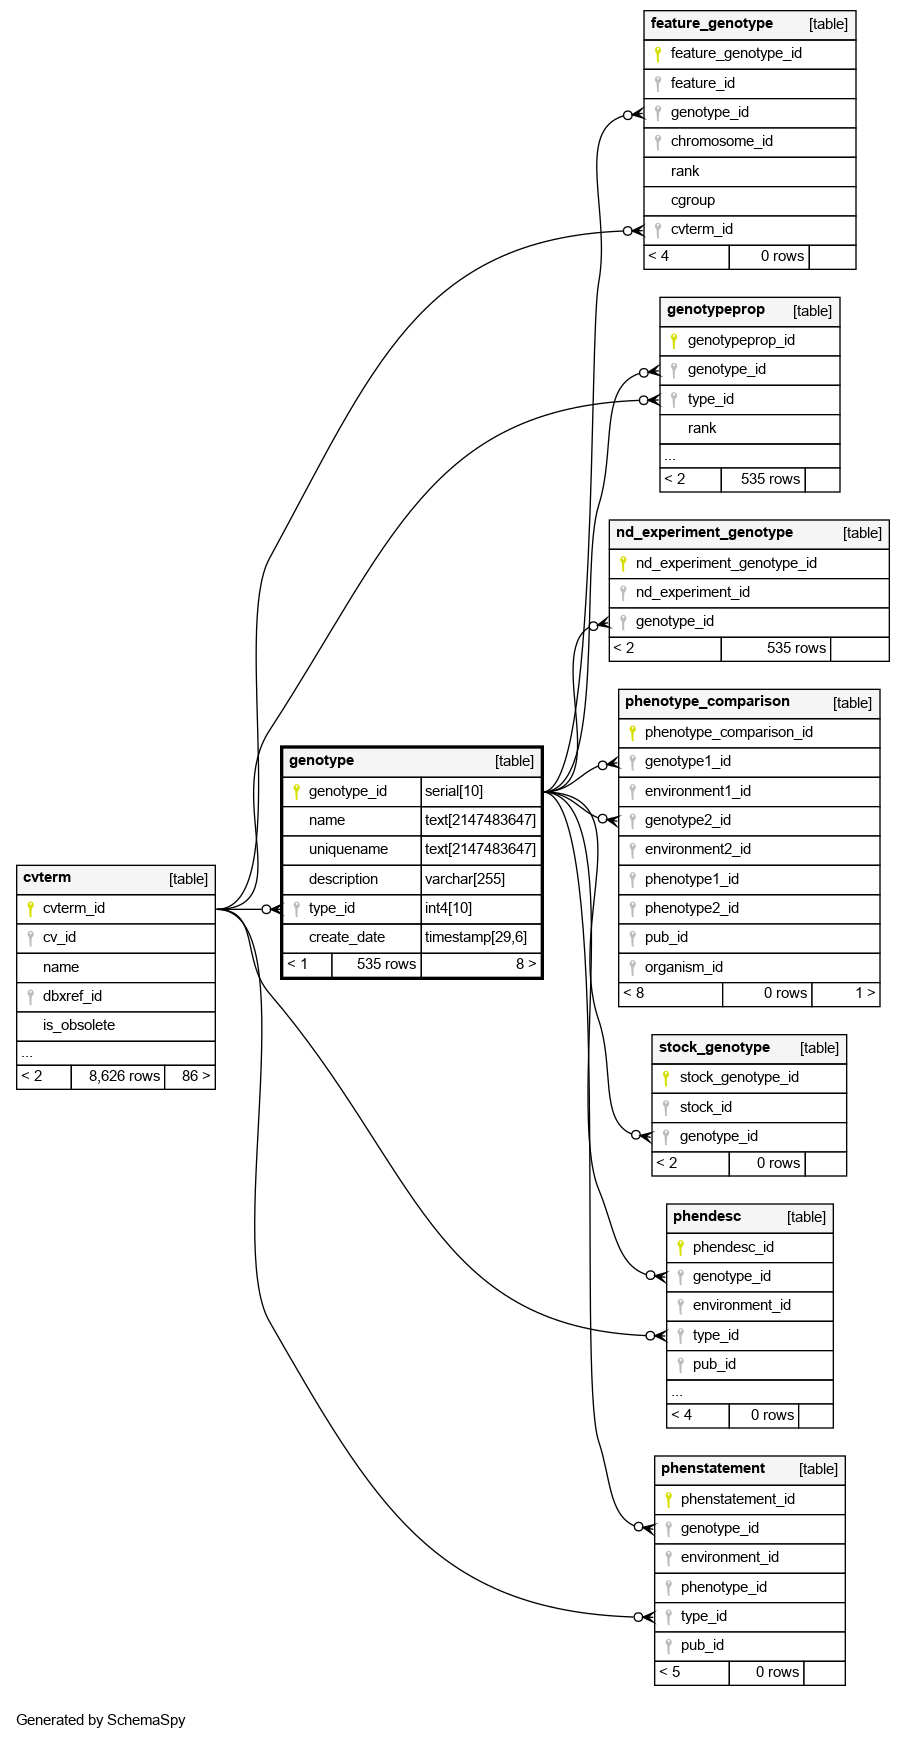 feature_genotype [table]
feature_genotype_id
feature_id
genotype_id
chromosome_id
rank
cgroup
cvterm_id
< 4 0 rows
genotypeprop [table]
genotypeprop_id
genotype_id
type_id
rank
...
< 2 535 rows
nd_experiment_genotype [table]
nd_experiment_genotype_id
nd_experiment_id
genotype_id
< 2 535 rows
phenotype_comparison [table]
phenotype_comparison_id
genotype1_id
environment1_id
genotype2_id
environment2_id
phenotype1_id
phenotype2_id
pub_id
organism_id
< 8 0 rows 1 >
genotype [table]
genotype_id serial[10]
name text[2147483647]
uniquename text[2147483647]
description varchar[255]
type_id int4[10]
create_date timestamp[29,6]
< 1 535 rows 8 >
cvterm [table]
cvterm_id
cv_id
name
dbxref_id
is_obsolete
...
< 2 8,626 rows 86 >
stock_genotype [table]
stock_genotype_id
stock_id
genotype_id
< 2 0 rows
phendesc [table]
phendesc_id
genotype_id
environment_id
type_id
pub_id
...
< 4 0 rows
phenstatement [table]
phenstatement_id
genotype_id
environment_id
phenotype_id
type_id
pub_id
< 5 0 rows
Generated by SchemaSpy